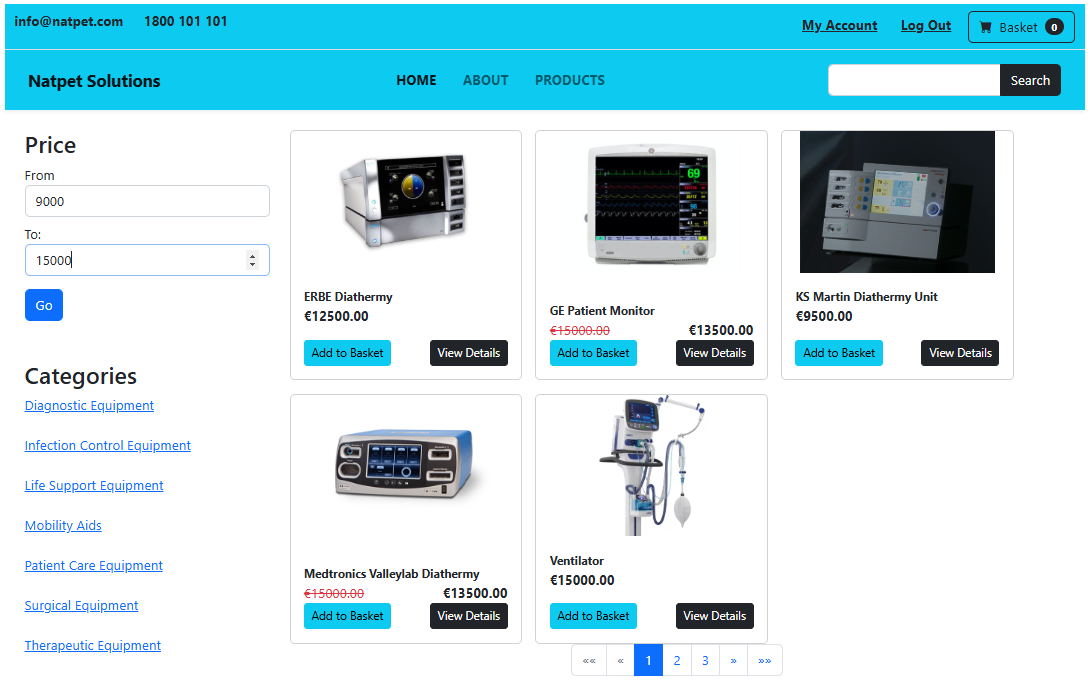 info@natpet.com 1800 101 101 My Account Log Out Basket 0
Natpet Solutions HOME ABOUT PRODUCTS Search
Price
From
9000
To:
15000
Go
Categories
Diagnostic Equipment
Infection Control Equipment
Life Support Equipment
Mobility Aids
Patient Care Equipment
Surgical Equipment
Therapeutic Equipment
ERBE Diathermy
€12500.00
Add to Basket View Details
69
GE Patient Monitor
€15000.00 €13500.00
Add to Basket View Details
KS Martin Diathermy Unit
€9500.00
Add to Basket View Details
Medtronics Valleylab Diathermy
€15000.00 €13500.00
Add to Basket View Details
Ventilator
€15000.00
Add to Basket View Details
«« « 1 2 3 » »»